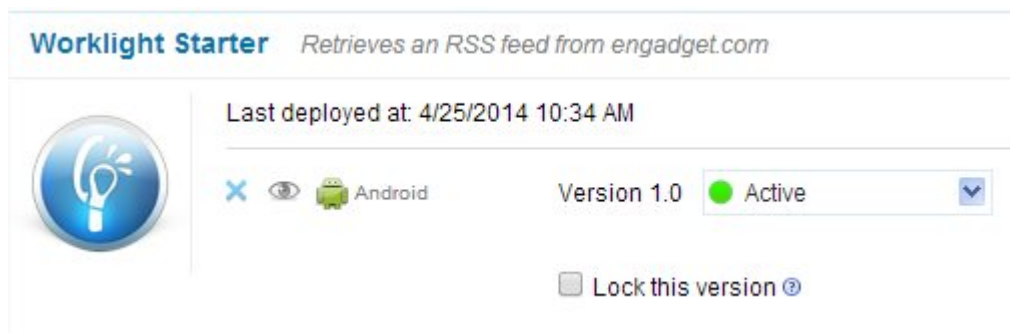 Worklight Starter Retrieves an RSS feed from engadget.com
Last deployed at: 4/25/2014 10:34 AM
Android Version 1.0 Active
Lock this version ?